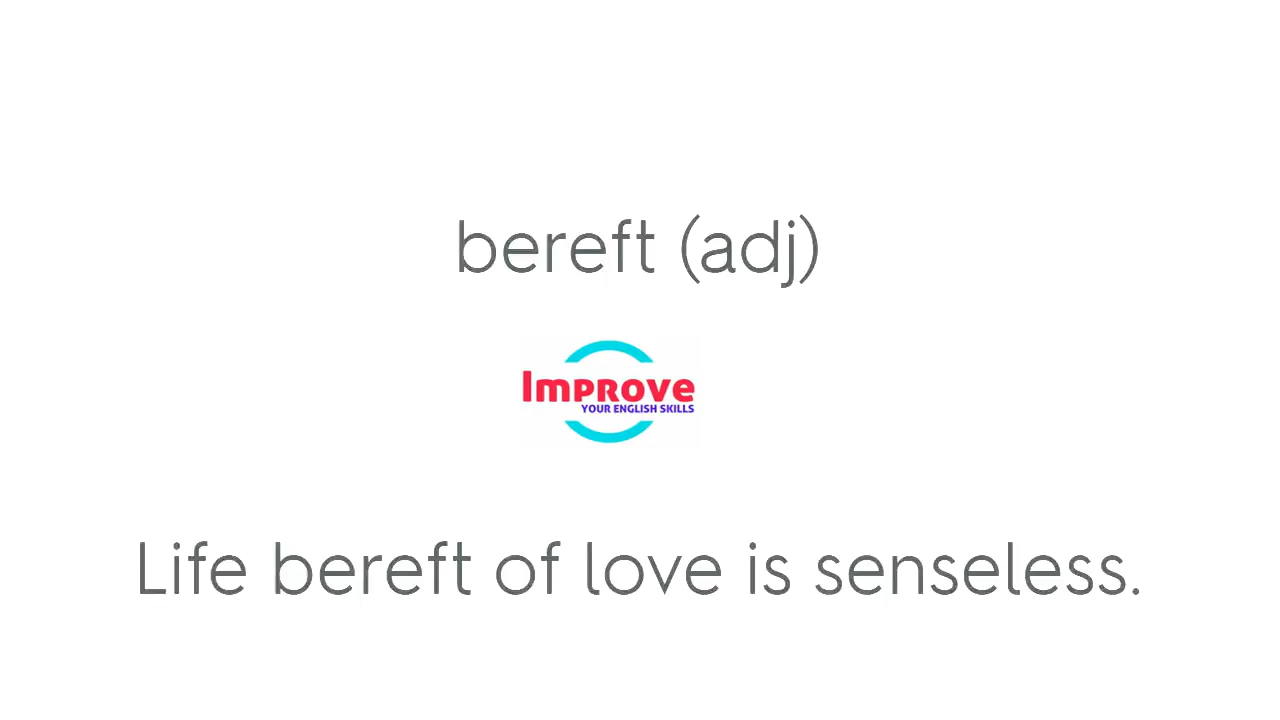 bereft (adj)
Improve
YOUR ENGLISH SKILLS
Life bereft of love is senseless.